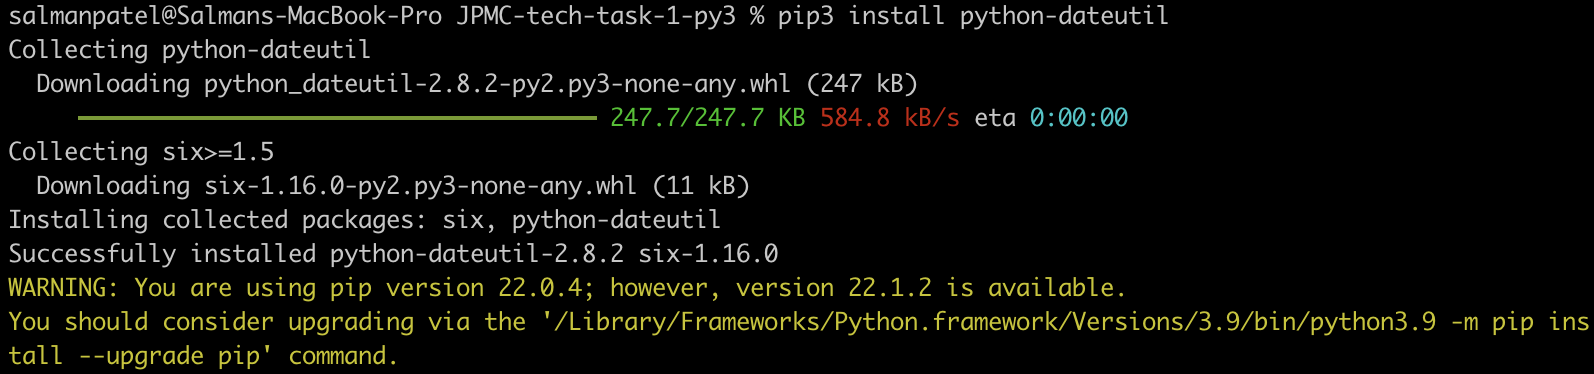 salmanpatel@Salmans-MacBook-Pro JPMC-tech-task-1-py3 % pip3 install python-dateutil
Collecting python-dateutil
  Downloading python_dateutil-2.8.2-py2.py3-none-any.whl (247 kB)
247.7/247.7 KB 584.8 kB/s eta 0:00:00
Collecting six>=1.5
  Downloading six-1.16.0-py2.py3-none-any.whl (11 kB)
Installing collected packages: six, python-dateutil
Successfully installed python-dateutil-2.8.2 six-1.16.0
WARNING: You are using pip version 22.0.4; however, version 22.1.2 is available.
You should consider upgrading via the '/Library/Frameworks/Python.framework/Versions/3.9/bin/python3.9 -m pip ins
tall --upgrade pip' command.